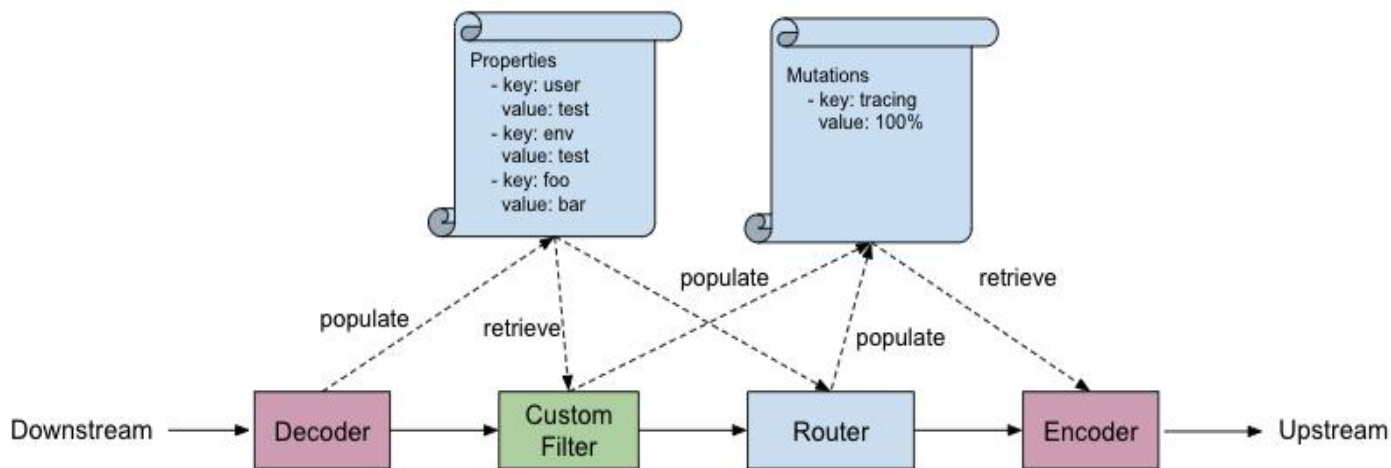 Properties
- key: user
value: test
- key: env
value: test
- key: foo
value: bar
Mutations
- key: tracing
value: 100%
populate
retrieve
populate
populate
retrieve
Downstream
Decoder
Custom
Filter
Router
Encoder
Upstream